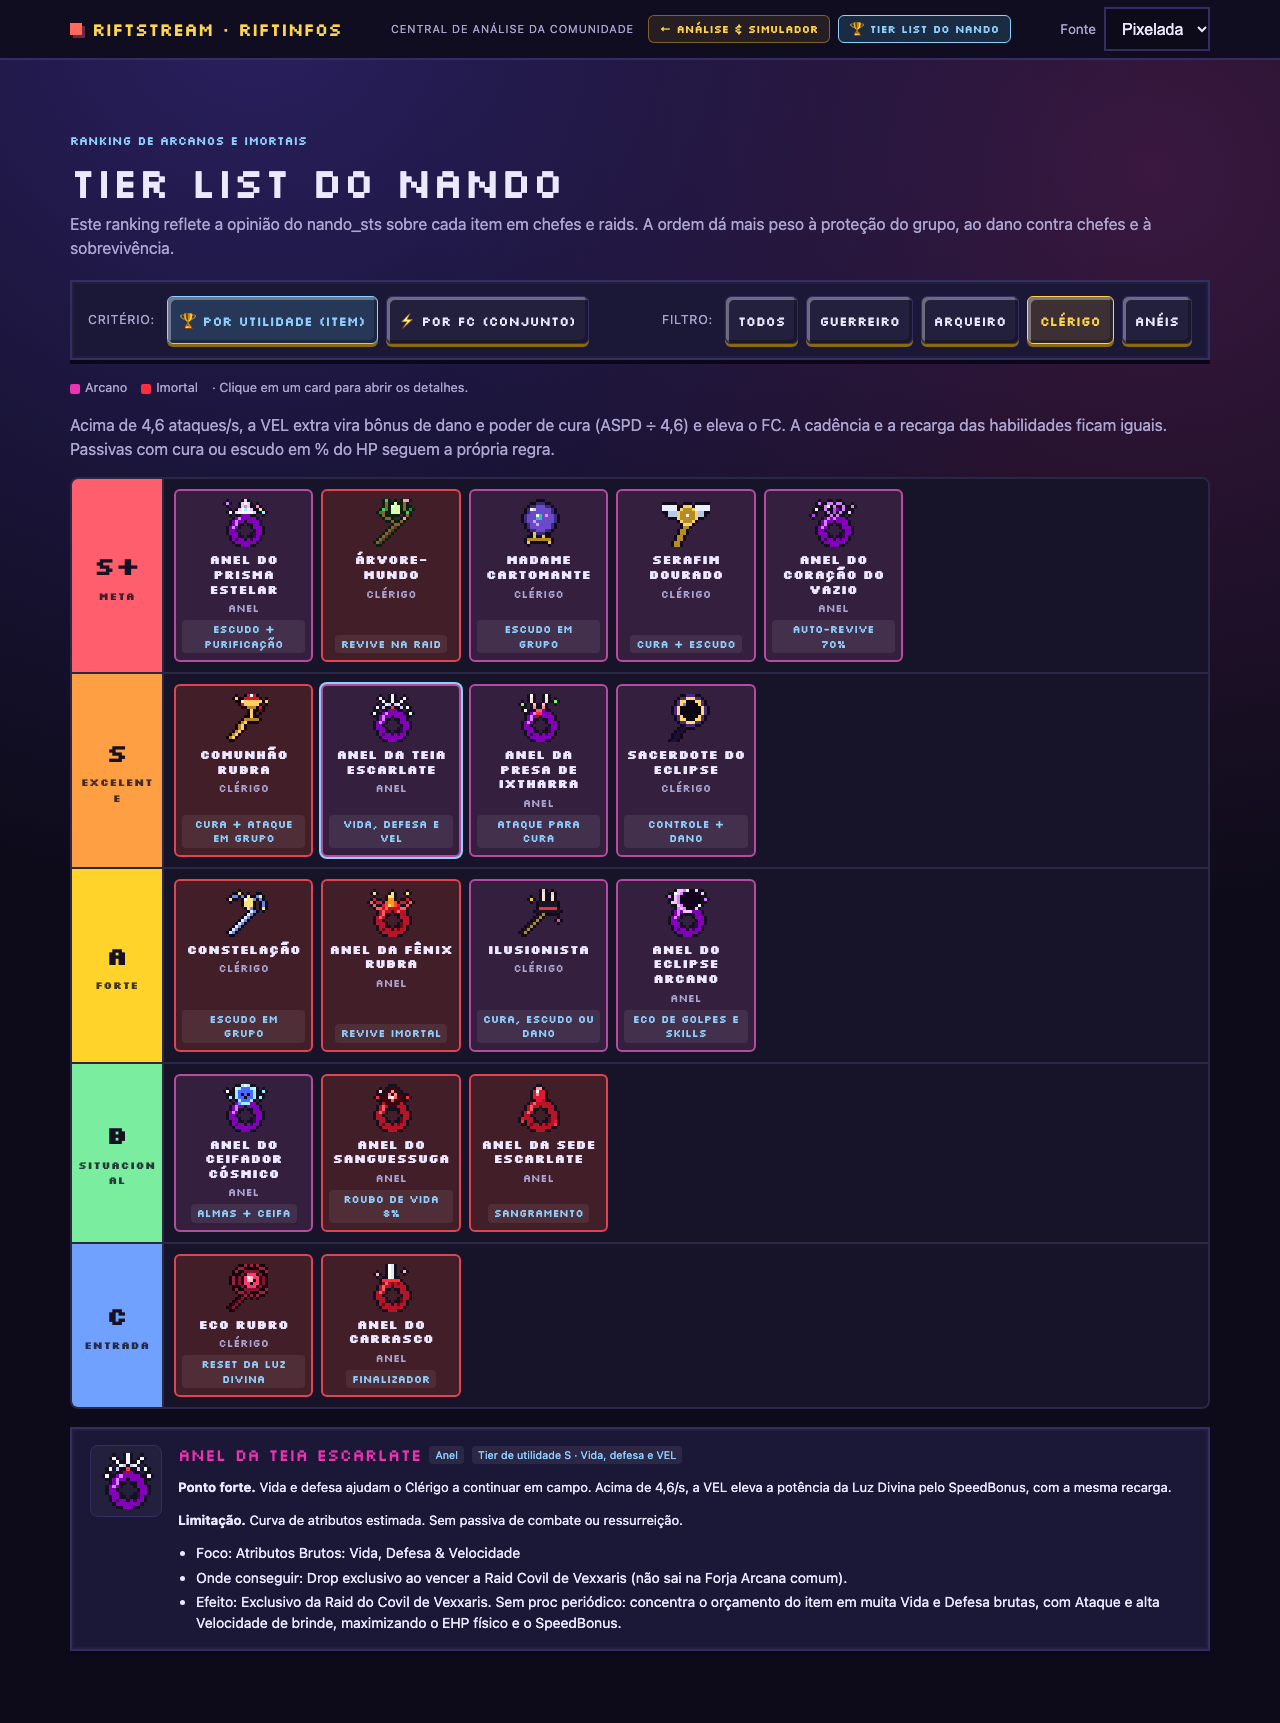 RIFTSTREAM · RIFTINFOS
CENTRAL DE ANÁLISE DA COMUNIDADE
← ANÁLISE & SIMULADOR
🏆 TIER LIST DO NANDO
Fonte
Pixelada
RANKING DE ARCANOS E IMORTAIS
TIER LIST DO NANDO
Este ranking reflete a opinião do nando_sts sobre cada item em chefes e raids. A ordem dá mais peso à proteção do grupo, ao dano contra chefes e à
sobrevivência.
CRITÉRIO:
🏆 POR UTILIDADE (ITEM)
⚡ POR FC (CONJUNTO)
FILTRO:
TODOS
GUERREIRO
ARQUEIRO
CLÉRIGO
ANÉIS
Arcano
Imortal
· Clique em um card para abrir os detalhes.
Acima de 4,6 ataques/s, a VEL extra vira bônus de dano e poder de cura (ASPD ÷ 4,6) e eleva o FC. A cadência e a recarga das habilidades ficam iguais.
Passivas com cura ou escudo em % do HP seguem a própria regra.
S+
META
ANEL DO
PRISMA
ESTELAR
ANEL
ESCUDO +
PURIFICAÇÃO
ÁRVORE-
MUNDO
CLÉRIGO
REVIVE NA RAID
MADAME
CARTOMANTE
CLÉRIGO
ESCUDO EM
GRUPO
SERAFIM
DOURADO
CLÉRIGO
CURA + ESCUDO
ANEL DO
CORAÇÃO DO
VAZIO
ANEL
AUTO-REVIVE
70%
S
EXCELENT
E
COMUNHÃO
RUBRA
CLÉRIGO
CURA + ATAQUE
EM GRUPO
ANEL DA TEIA
ESCARLATE
ANEL
VIDA, DEFESA E
VEL
ANEL DA
PRESA DE
IXTHARRA
ANEL
ATAQUE PARA
CURA
SACERDOTE DO
ECLIPSE
CLÉRIGO
CONTROLE +
DANO
A
FORTE
CONSTELAÇÃO
CLÉRIGO
ESCUDO EM
GRUPO
ANEL DA FÊNIX
RUBRA
ANEL
REVIVE IMORTAL
ILUSIONISTA
CLÉRIGO
CURA, ESCUDO OU
DANO
ANEL DO
ECLIPSE
ARCANO
ANEL
ECO DE GOLPES E
SKILLS
B
SITUACION
AL
ANEL DO
CEIFADOR
CÓSMICO
ANEL
ALMAS + CEIFA
ANEL DO
SANGUESSUGA
ANEL
ROUBO DE VIDA
8%
ANEL DA SEDE
ESCARLATE
ANEL
SANGRAMENTO
C
ENTRADA
ECO RUBRO
CLÉRIGO
RESET DA LUZ
DIVINA
ANEL DO
CARRASCO
ANEL
FINALIZADOR
ANEL DA TEIA ESCARLATE
Anel
Tier de utilidade S · Vida, defesa e VEL
Ponto forte. Vida e defesa ajudam o Clérigo a continuar em campo. Acima de 4,6/s, a VEL eleva a potência da Luz Divina pelo SpeedBonus, com a mesma recarga.
Limitação. Curva de atributos estimada. Sem passiva de combate ou ressurreição.
• Foco: Atributos Brutos: Vida, Defesa & Velocidade
• Onde conseguir: Drop exclusivo ao vencer a Raid Covil de Vexxaris (não sai na Forja Arcana comum).
• Efeito: Exclusivo da Raid do Covil de Vexxaris. Sem proc periódico: concentra o orçamento do item em muita Vida e Defesa brutas, com Ataque e alta
Velocidade de brinde, maximizando o EHP físico e o SpeedBonus.